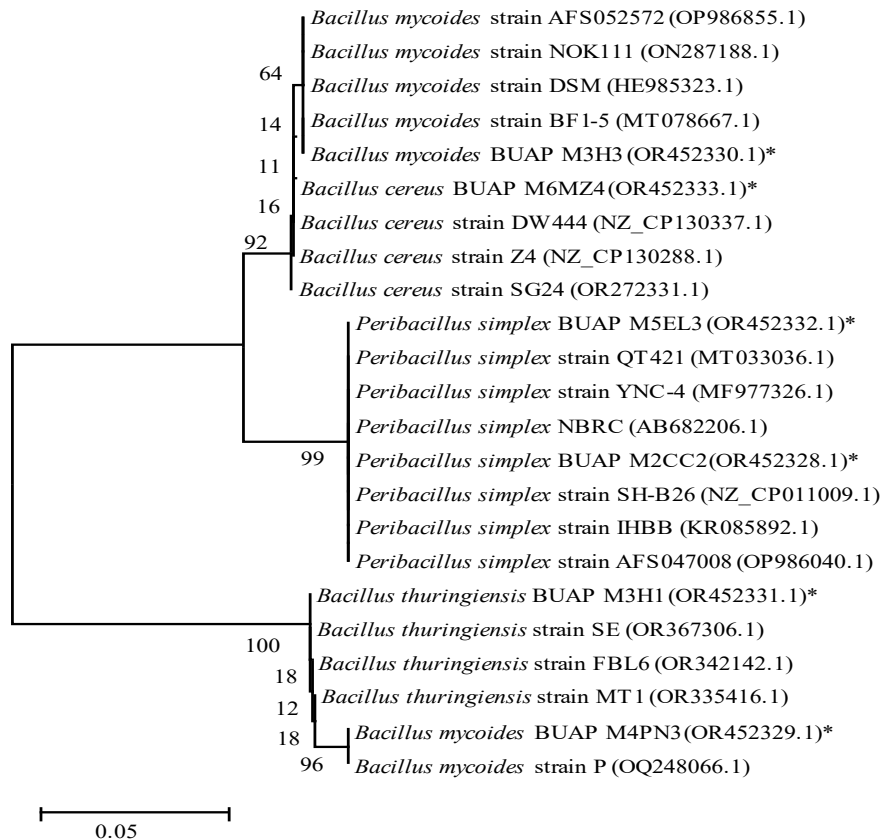 Bacillus mycoides strain AFS052572 (OP986855.1)
Bacillus mycoides strain NOK111 (ON287188.1)
64
Bacillus mycoides strain DSM (HE985323.1)
14
Bacillus mycoides strain BF1-5 (MT078667.1)
Bacillus mycoides BUAP M3H3 (OR452330.1)*
11
Bacillus cereus BUAP M6MZ4 (OR452333.1)*
16
Bacillus cereus strain DW444 (NZ_CP130337.1)
92
Bacillus cereus strain Z4 (NZ_CP130288.1)
Bacillus cereus strain SG24 (OR272331.1)
Peribacillus simplex BUAP M5EL3 (OR452332.1)*
Peribacillus simplex strain QT421 (MT033036.1)
Peribacillus simplex strain YNC-4 (MF977326.1)
Peribacillus simplex NBRC (AB682206.1)
99
Peribacillus simplex BUAP M2CC2(OR452328.1)*
Peribacillus simplex strain SH-B26 (NZ_CP011009.1)
Peribacillus simplex strain IHBB (KR085892.1)
Peribacillus simplex strain AFS047008 (OP986040.1)
Bacillus thuringiensis BUAP M3H1 (OR452331.1)*
Bacillus thuringiensis strain SE (OR367306.1)
100
Bacillus thuringiensis strain FBL6 (OR342142.1)
18
Bacillus thuringiensis strain MT1 (OR335416.1)
12
Bacillus mycoides BUAP M4PN3(OR452329.1)*
18
96
Bacillus mycoides strain P (OQ248066.1)
0.05